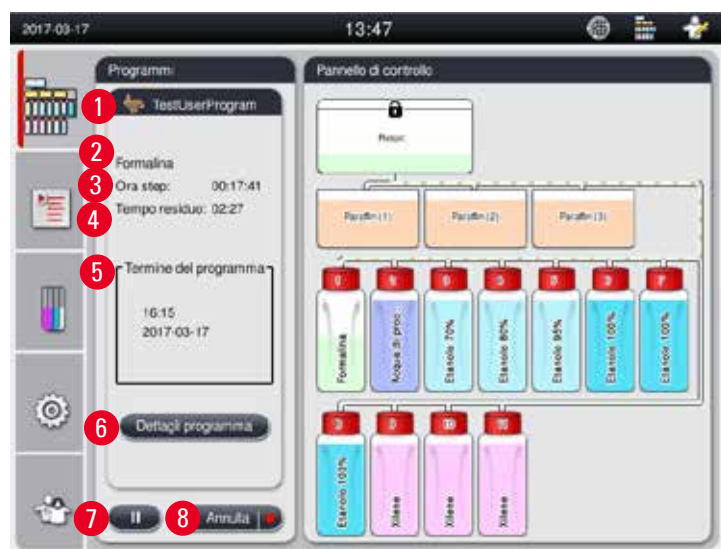 2017-03-17
13:47
Programmi
Pannello di controllo
1
TestUserProgram
2
Formalina
3
Ora step: 00:17:41
4
Tempo residuo: 02:27
5
Termine del programma
16:15
2017-03-17
6
Dettagli programma
7
8
Annulla
Retor.
Paraffin (1)
Paraffin (2)
Paraffin (3)
Formalina
Acqua di proc.
Etanolo 70%
Etanolo 80%
Etanolo 95%
Etanolo 100%
Etanolo 100%
Etanolo 100%
Xilene
Xilene
Xilene